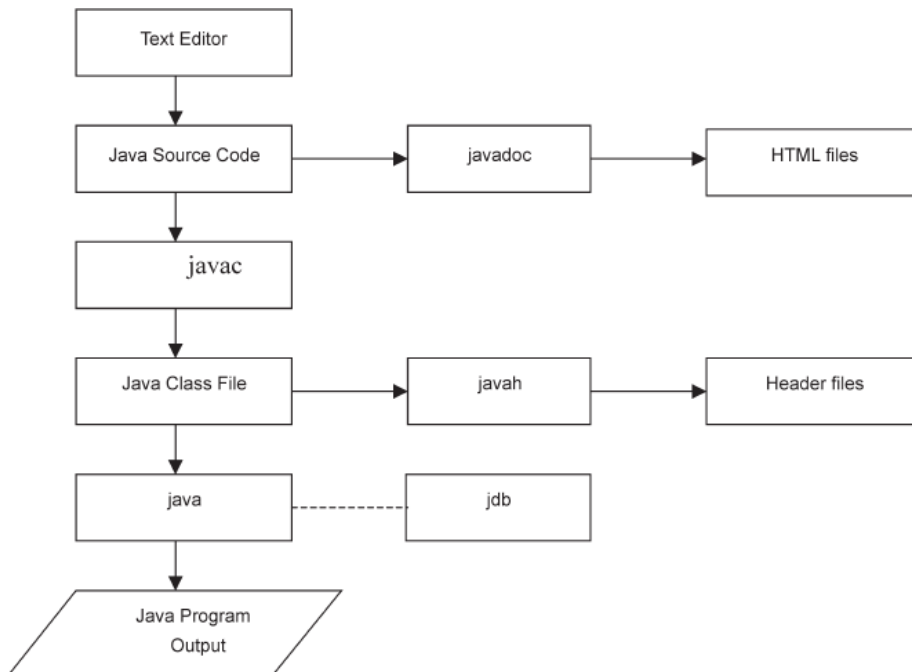 Text Editor
Java Source Code
javadoc
HTML files
javac
Java Class File
javah
Header files
java
jdb
Java Program
Output